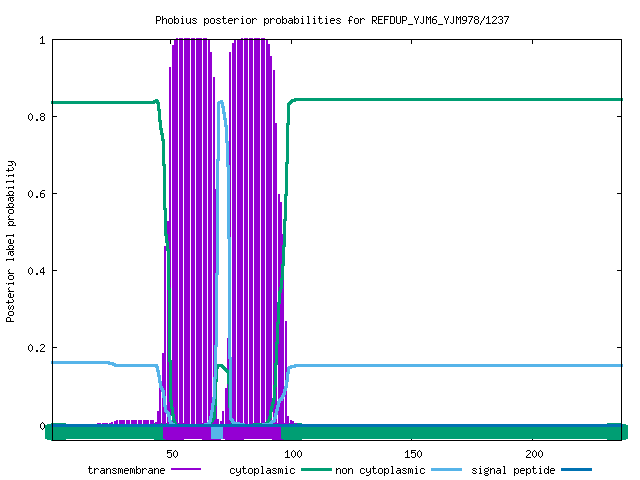 Phobius posterior probabilities for REFDUP_YJM6_YJM978/1237
1
0.8
0.6
0.4
0.2
0
Posterior label probability
50
100
150
200
transmembrane
cytoplasmic
non cytoplasmic
signal peptide